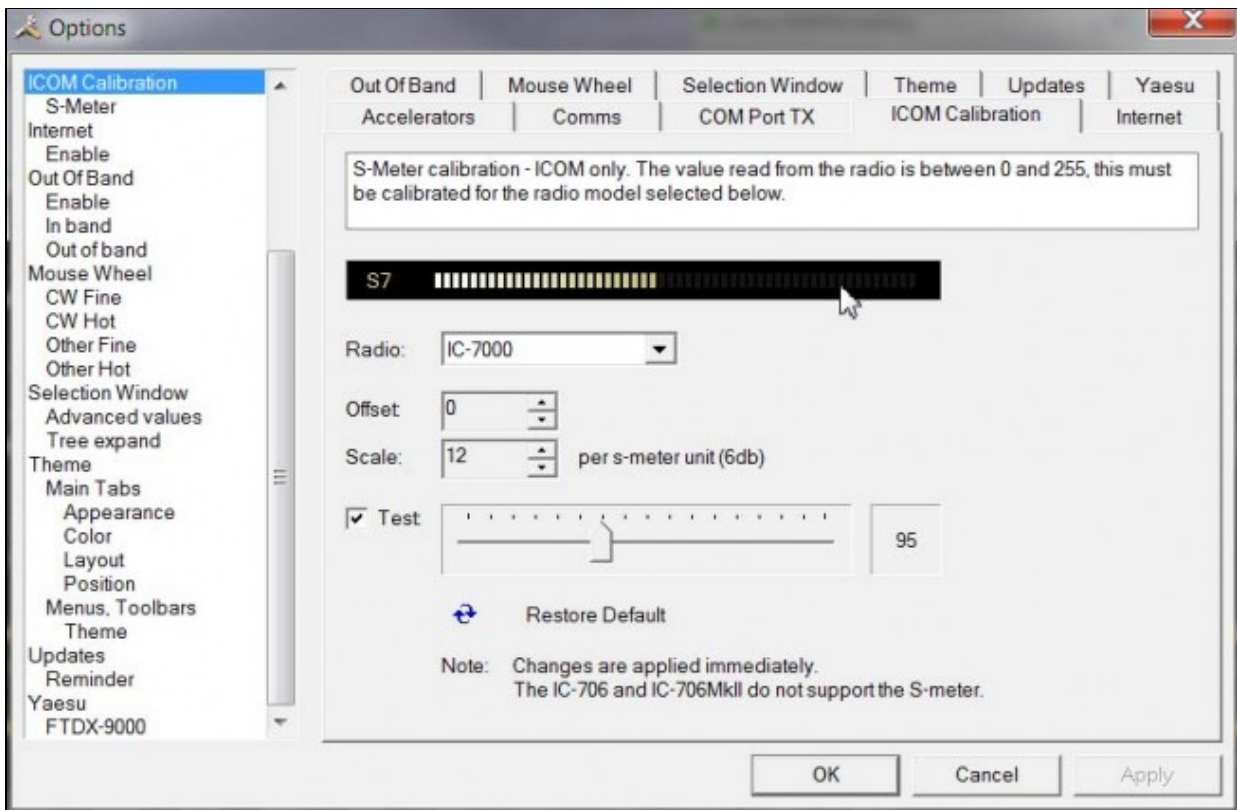 Options
ICOM Calibration
S-Meter
Internet
Enable
Out Of Band
Enable
In band
Out of band
Mouse Wheel
CW Fine
CW Hot
Other Fine
Other Hot
Selection Window
Advanced values
Tree expand
Theme
Main Tabs
Appearance
Color
Layout
Position
Menus, Toolbars
Theme
Updates
Reminder
Yaesu
FTDX-9000
Out Of Band Mouse Wheel Selection Window Theme Updates Yaesu
Accelerators Comms COM Port TX ICOM Calibration Internet
S-Meter calibration - ICOM only. The value read from the radio is between 0 and 255, this must
be calibrated for the radio model selected below.
S7
Radio: IC-7000
Offset 0
Scale: 12 per s-meter unit (6db)
Test 95
Restore Default
Note: Changes are applied immediately.
The IC-706 and IC-706MkII do not support the S-meter.
OK Cancel Apply